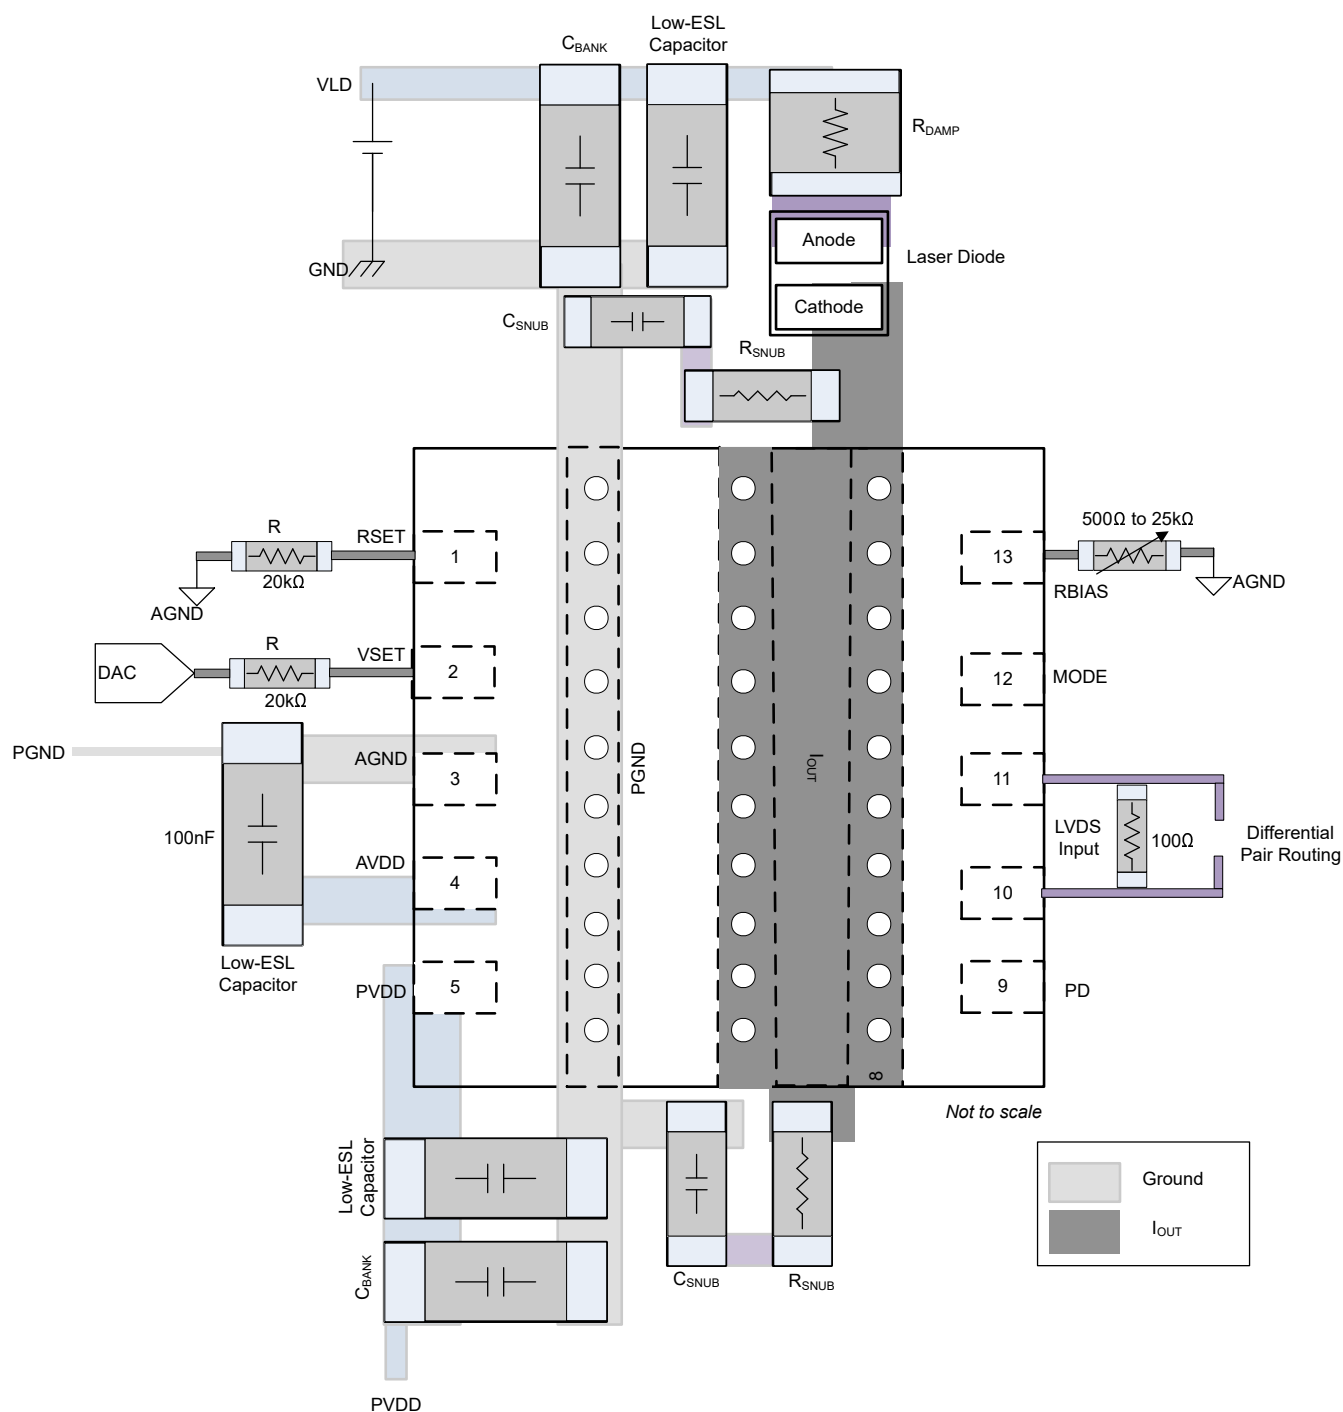 Low-ESL
Capacitor
CBANK
VLD
RDAMP
Anode
Laser Diode
GND
Cathode
CSNUB
RSNUB
R
RSET
20kΩ
AGND
1
13
500Ω to 25kΩ
RBIAS
AGND
R
VSET
DAC
20kΩ
2
12
MODE
PGND
AGND
3
PGND
IOUT
11
100nF
LVDS
Input
100Ω
Differential
Pair Routing
AVDD
4
10
Low-ESL
Capacitor
PVDD
5
9
PD
8
Not to scale
Low-ESL
Capacitor
Ground
IOUT
CBANK
CSNUB
RSNUB
PVDD